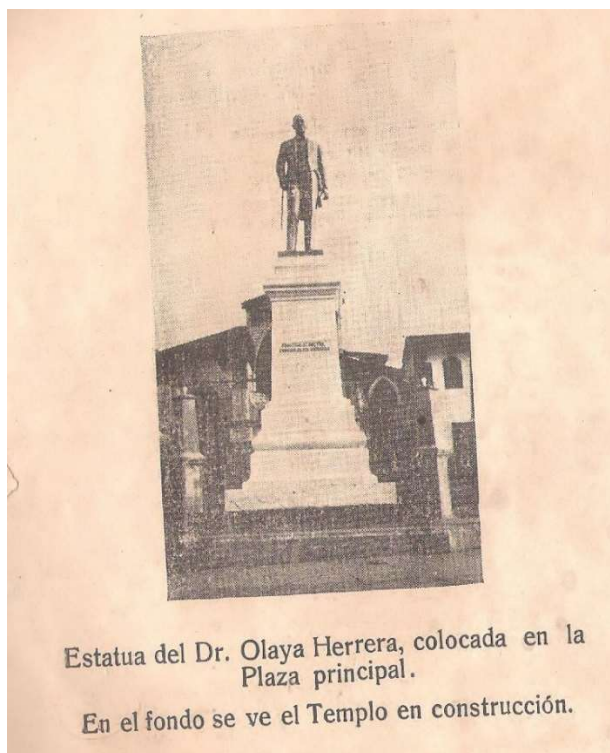 Estatua del Dr. Olaya Herrera, colocada en la
Plaza principal.
En el fondo se ve el Templo en construcción.